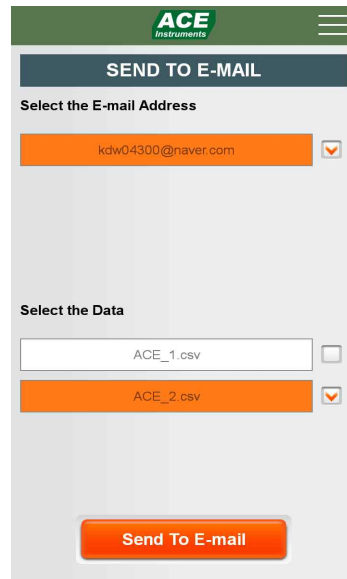 ACE
Instruments
SEND TO E-MAIL
Select the E-mail Address
kdw04300@naver.com
Select the Data
ACE_1.csv
ACE_2.csv
Send To E-mail